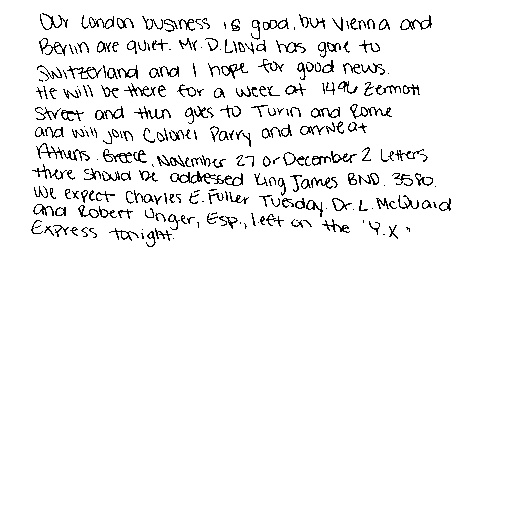 Our London business is good, but Vienna and
Berlin are quiet. Mr. D. Lloyd has gone to
Switzerland and I hope for good news.
He will be there for a week at 1496 Zermott
Street and then goes to Turin and Rome
and will join Colonel Parry and arrive at
Athens. Greece, November 27 or December 2 Letters
there should be addressed King James BND. 3580.
We expect Charles E. Fuller Tuesday. Dr. L. McQuaid
and Robert Unger, Esp., left on the "Y.X"
Express tonight.